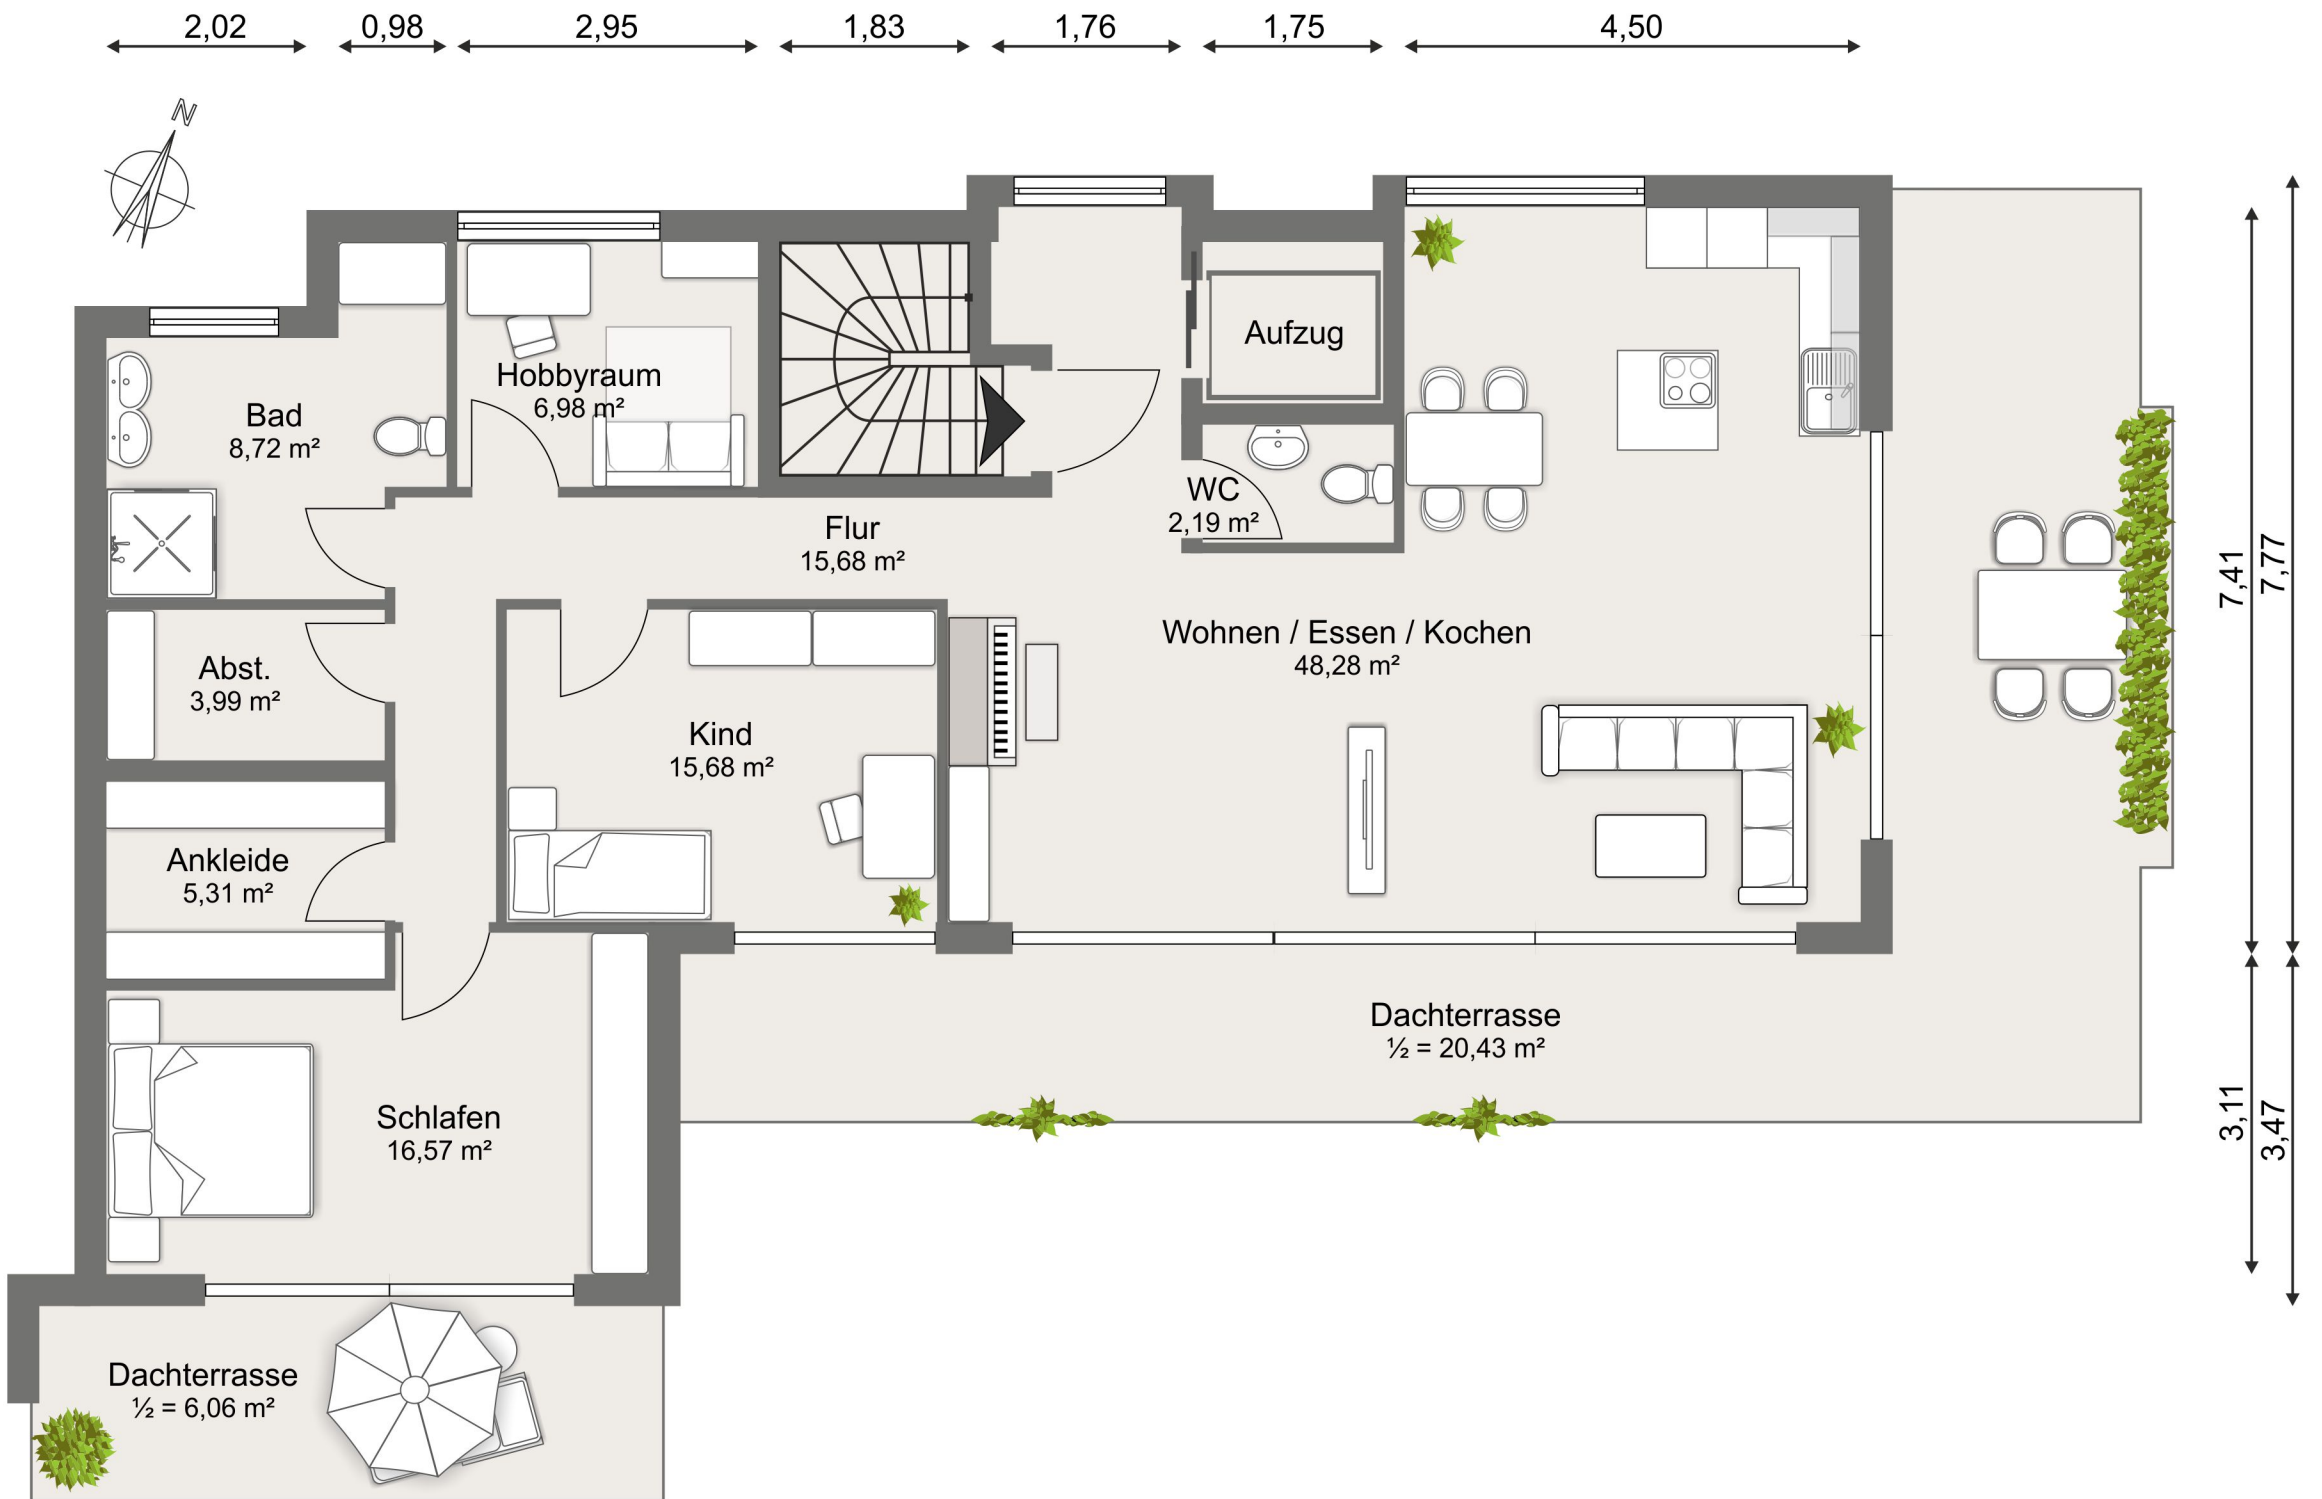 2,02
0,98
2,95
1,83
1,76
1,75
4,50
N
Aufzug
Hobbyraum
6,98 m²
Bad
8,72 m²
WC
2,19 m²
Flur
15,68 m²
7,41
7,77
Wohnen / Essen / Kochen
48,28 m²
Abst.
3,99 m²
Kind
15,68 m²
Ankleide
5,31 m²
Dachterrasse
½ = 20,43 m²
Schlafen
16,57 m²
3,11
3,47
Dachterrasse
½ = 6,06 m²